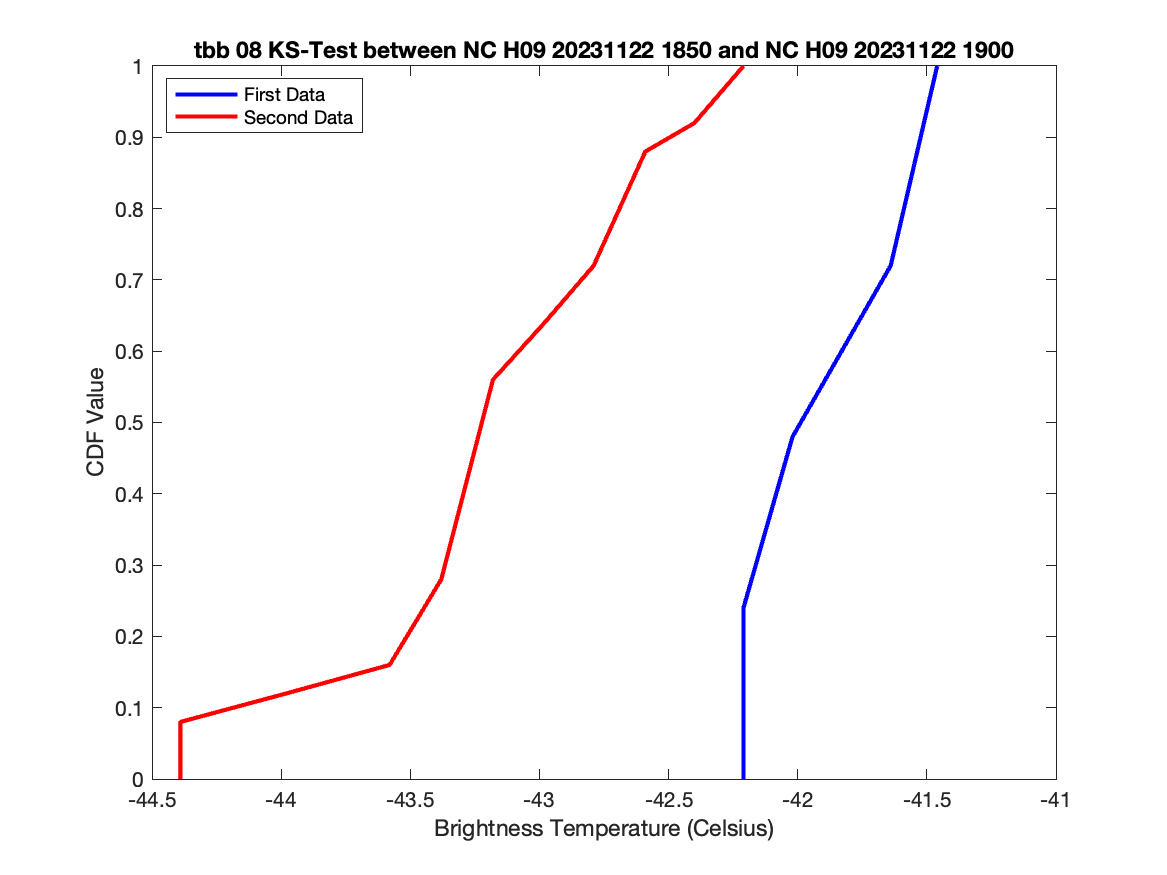 tbb 08 KS-Test between NC H09 20231122 1850 and NC H09 20231122 1900
First Data
Second Data
1
0.9
0.8
0.7
0.6
0.5
0.4
0.3
0.2
0.1
0
CDF Value
-44.5 -44 -43.5 -43 -42.5 -42 -41.5 -41
Brightness Temperature (Celsius)